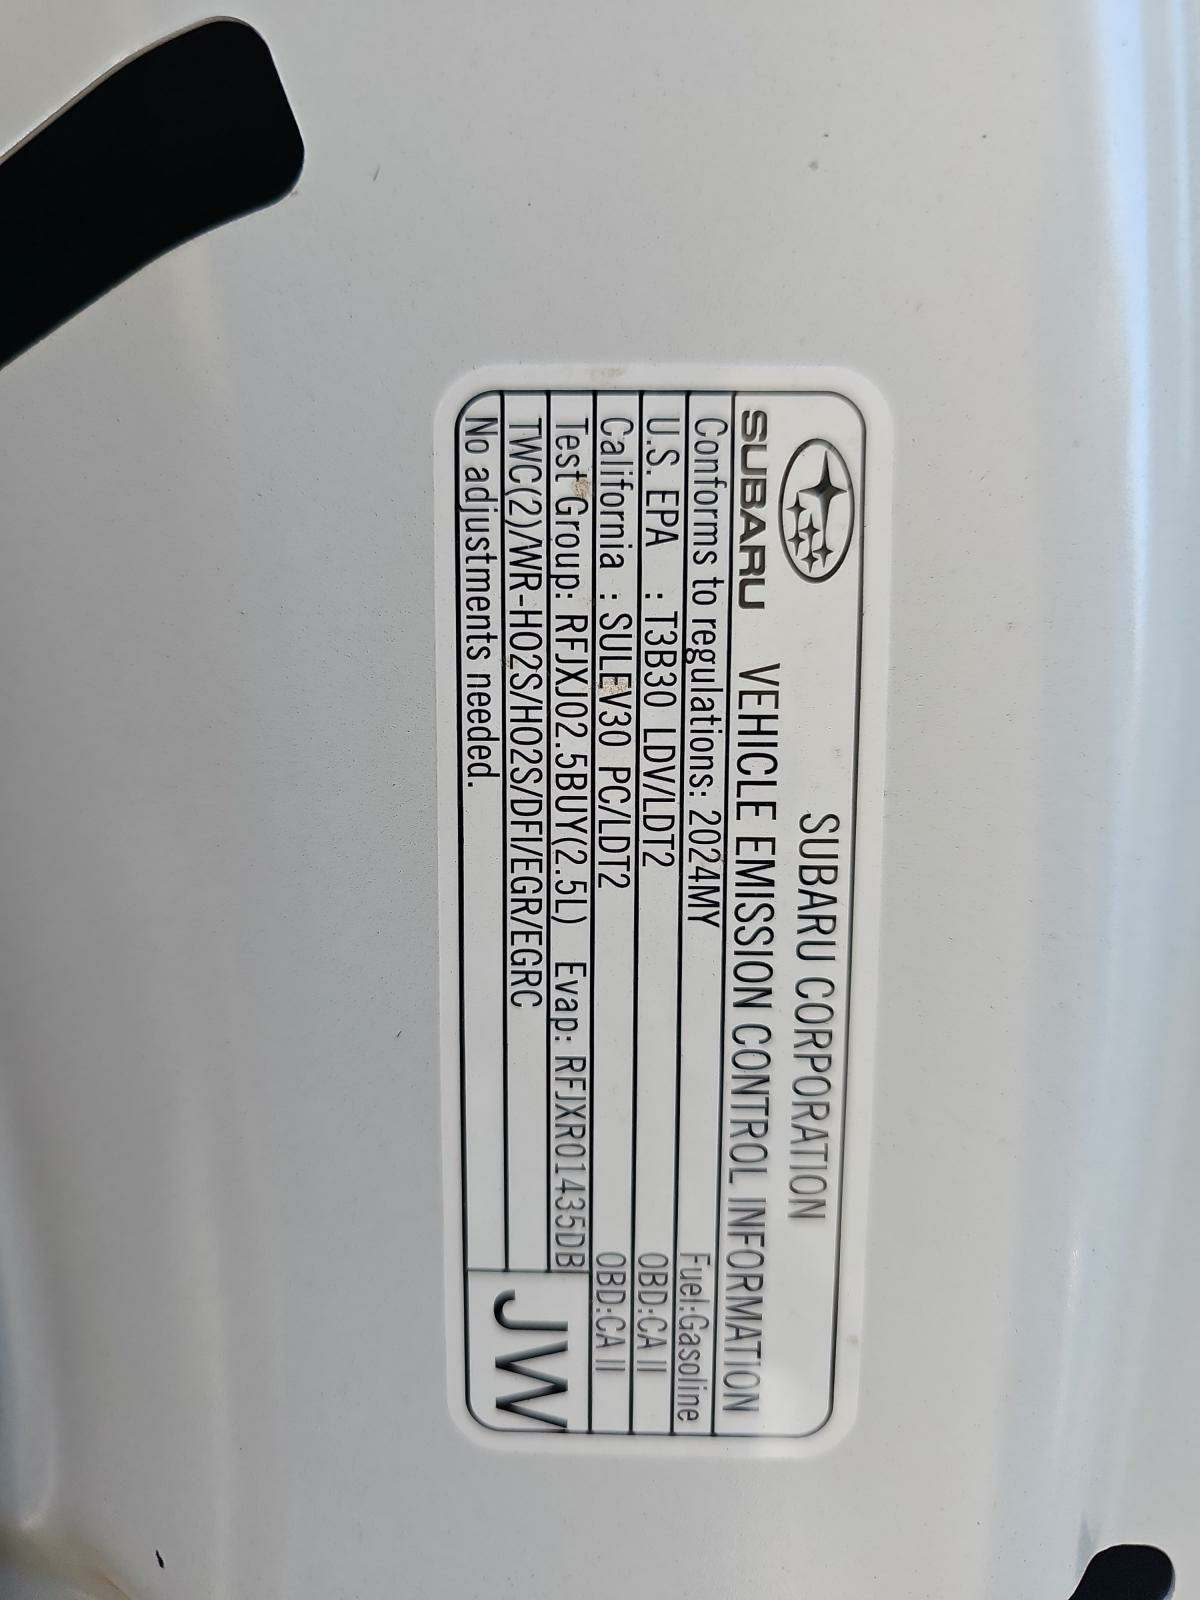 SUBARU CORPORATION
SUBARU VEHICLE EMISSION CONTROL INFORMATION
Conforms to regulations: 2024MY Fuel:Gasoline
U.S. EPA : T3B30 LDV/LDT2 OBD:CA II
California : SULEV30 PC/LDT2 OBD:CA II
Test Group: RFJXJ02.5BUY(2.5L) Evap: RFJXR01435DB
TWC(2)/WR-HO2S/HO2S/DFI/EGR/EGRC
No adjustments needed.
JW